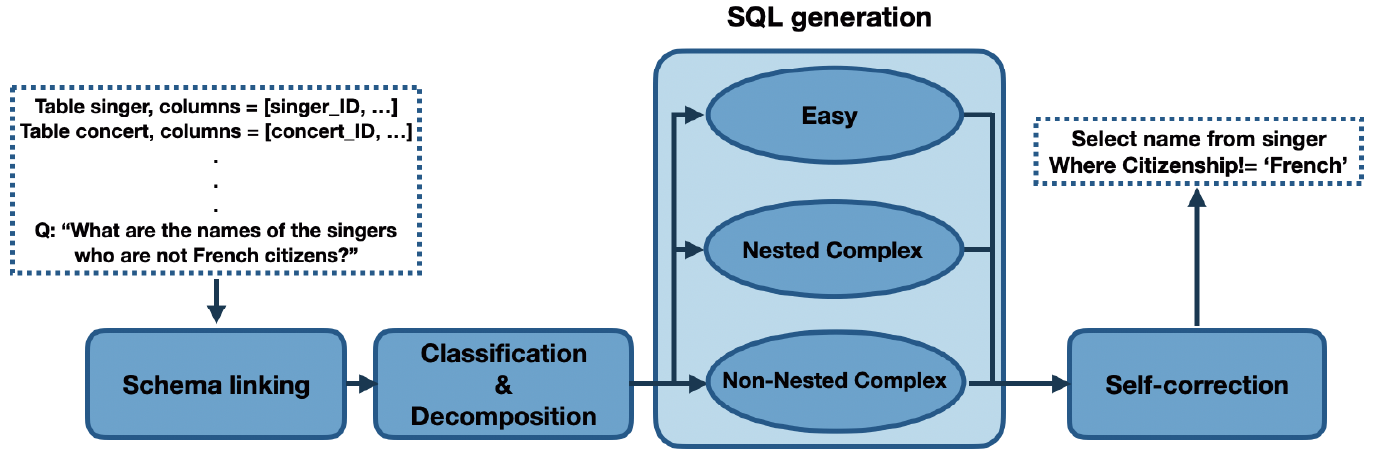 SQL generation
Table singer, columns = [singer_ID, ...]
Table concert, columns = [concert_ID, ...]
.
.
.
Q: “What are the names of the singers
who are not French citizens?”
Schema linking
Classification
&
Decomposition
Easy
Nested Complex
Non-Nested Complex
Self-correction
Select name from singer
Where Citizenship!= ‘French’